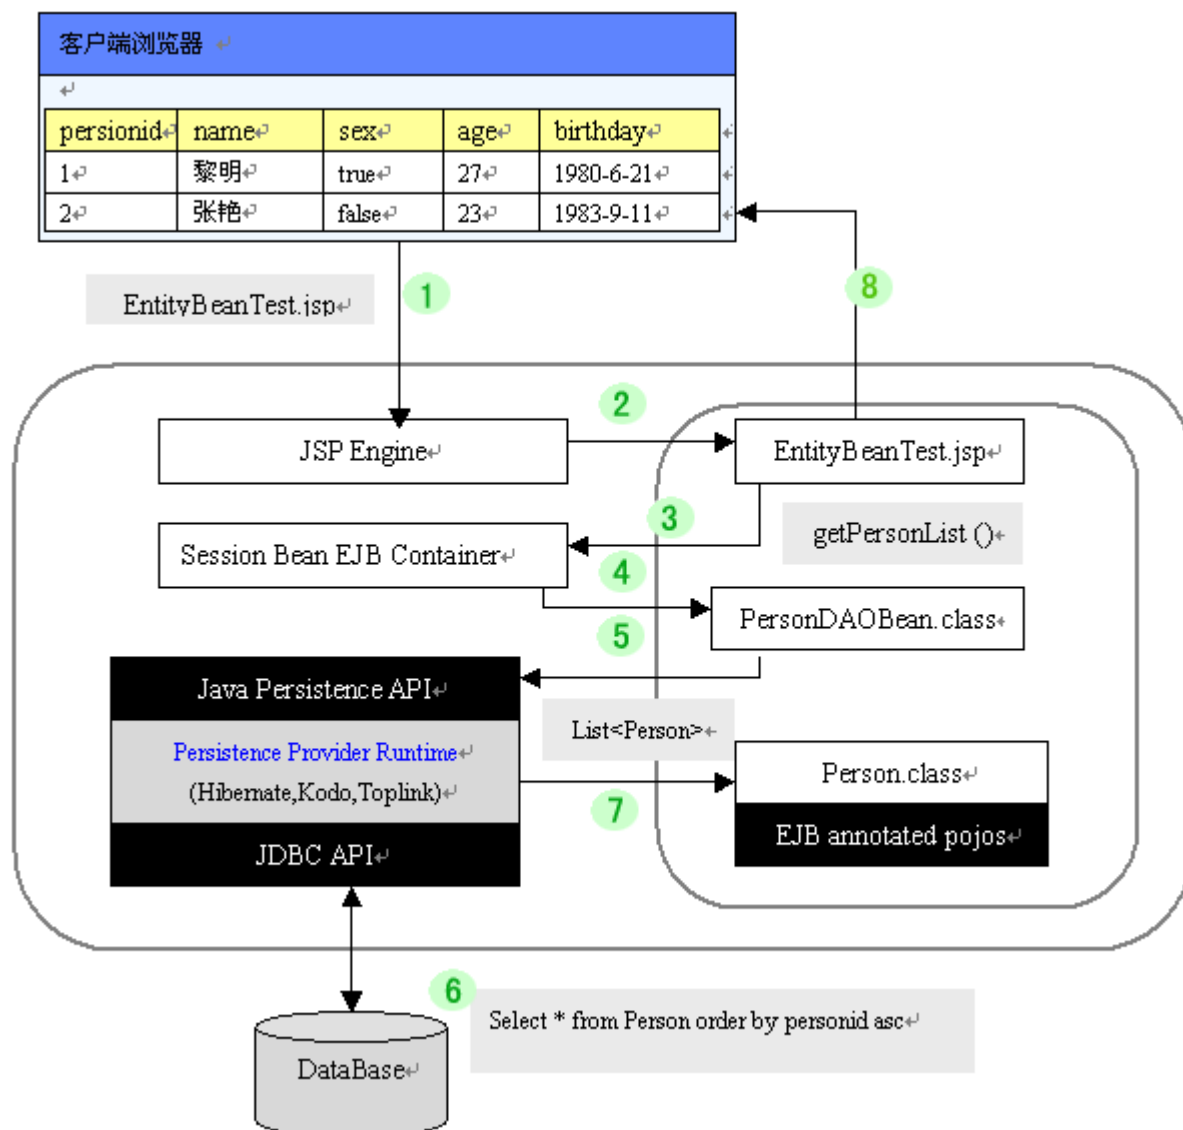 客户端浏览器
persionid name sex age birthday
1 黎明 true 27 1980-6-21
2 张艳 false 23 1983-9-11
EntityBeanTest.jsp
1
8
2
JSP Engine
EntityBeanTest.jsp
3
getPersonList ()
Session Bean EJB Container
4
PersonDAOBean.class
5
Java Persistence API
List<Person>
Persistence Provider Runtime
(Hibernate,Kodo,Toplink)
Person.class
7
EJB annotated pojos
JDBC API
6
Select * from Person order by personid asc
DataBase